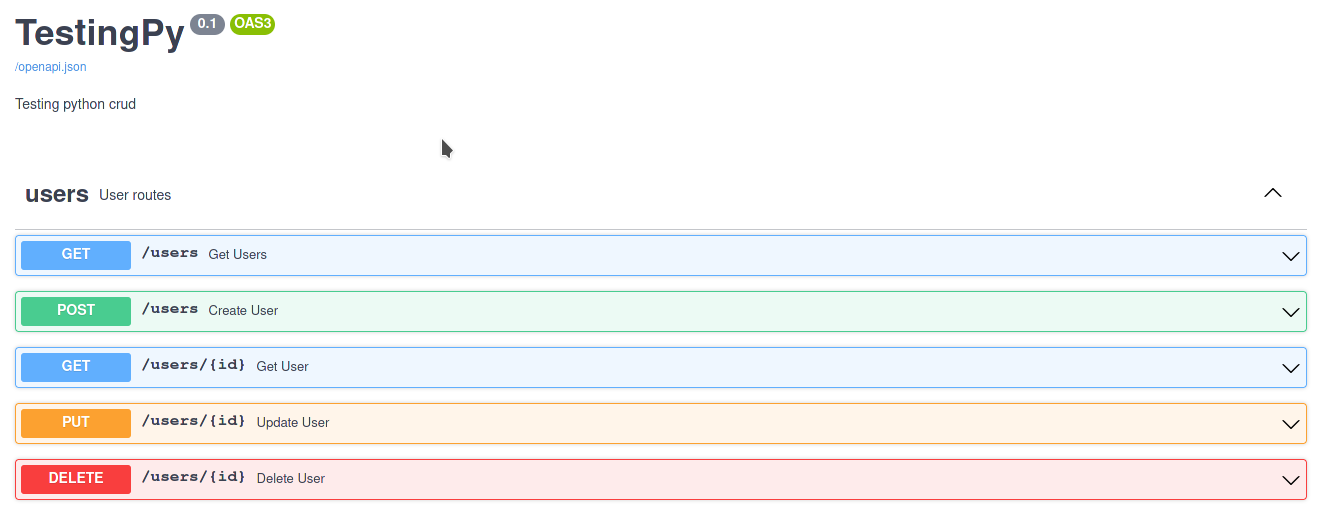 TestingPy 0.1 OAS3
/openapi.json
Testing python crud
users User routes
GET /users Get Users
POST /users Create User
GET /users/{id} Get User
PUT /users/{id} Update User
DELETE /users/{id} Delete User